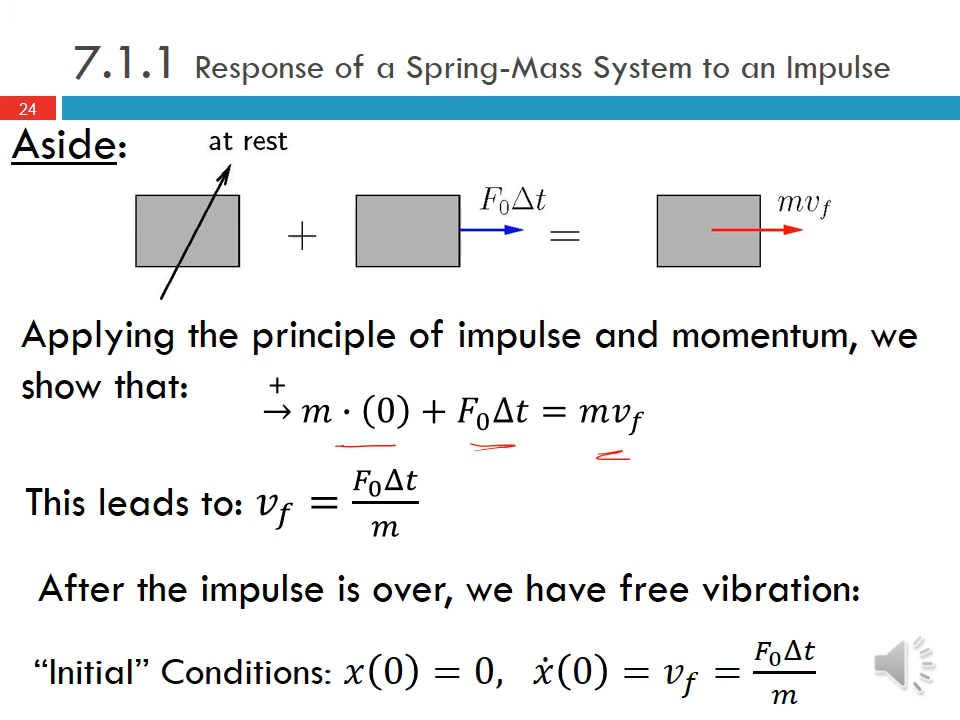 7.1.1 Response of a Spring-Mass System to an Impulse
24
Aside:
at rest
+
F₀Δt
=
mv_f
Applying the principle of impulse and momentum, we
show that:
+
→ m · (0) + F₀Δt = mv_f
This leads to: v_f = F₀Δt / m
After the impulse is over, we have free vibration:
“Initial” Conditions: x(0) = 0, ẋ(0) = v_f = F₀Δt / m